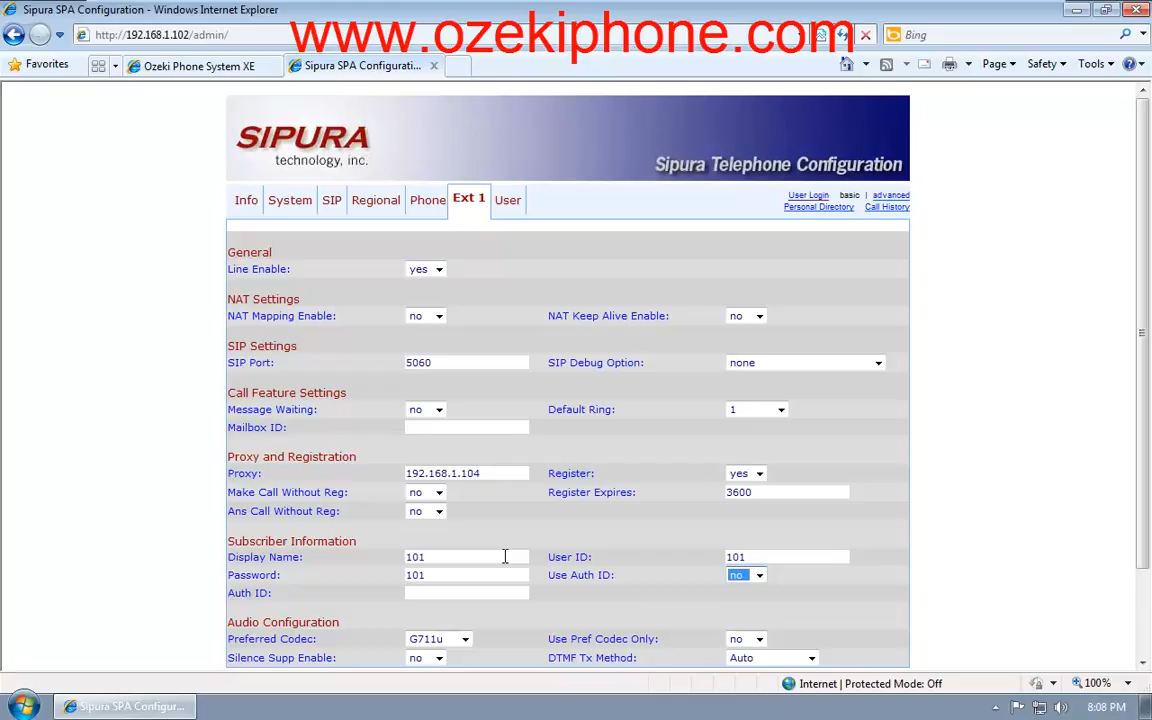 Sipura SPA Configuration - Windows Internet Explorer
www.ozekiphone.com
http://192.168.1.102/admin/
Bing
Favorites
Ozeki Phone System XE
Sipura SPA Configurati...
Page
Safety
Tools
SIPURA
technology, inc.
Sipura Telephone Configuration
Info System SIP Regional Phone Ext 1 User
User Login basic | advanced
Personal Directory Call History
General
Line Enable: yes
NAT Settings
NAT Mapping Enable: no NAT Keep Alive Enable: no
SIP Settings
SIP Port: 5060 SIP Debug Option: none
Call Feature Settings
Message Waiting: no Default Ring: 1
Mailbox ID:
Proxy and Registration
Proxy: 192.168.1.104 Register: yes
Make Call Without Reg: no Register Expires: 3600
Ans Call Without Reg: no
Subscriber Information
Display Name: 101 User ID: 101
Password: 101 Use Auth ID: no
Auth ID:
Audio Configuration
Preferred Codec: G711u Use Pref Codec Only: no
Silence Supp Enable: no DTMF Tx Method: Auto
Internet | Protected Mode: Off
100%
Sipura SPA Configur...
8:08 PM